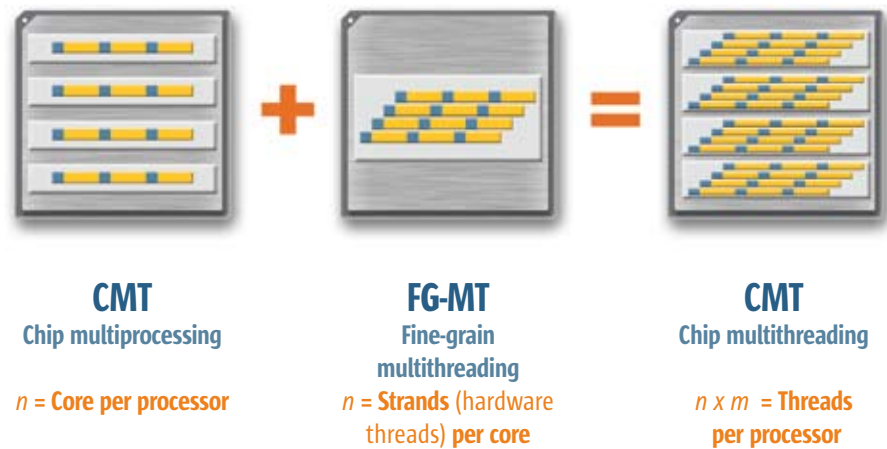 CMT
Chip multiprocessing
n = Core per processor
FG-MT
Fine-grain
multithreading
n = Strands (hardware
threads) per core
CMT
Chip multithreading
n x m = Threads
per processor